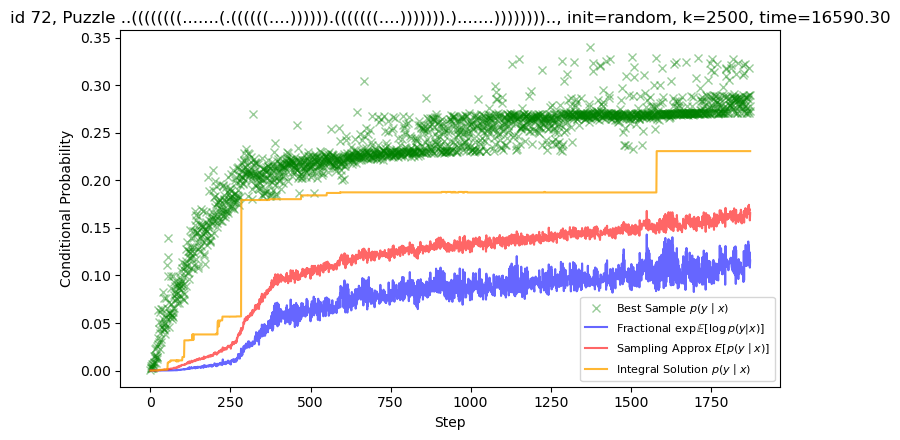 id 72, Puzzle ..((((((((.......(.((((((....)))))).(((((((....))))))).).......)))))))).., init=random, k=2500, time=16590.30
0.35
0.30
0.25
0.20
0.15
0.10
0.05
0.00
Conditional Probability
0
250
500
750
1000
1250
1500
1750
Step
Best Sample p(y | x)
Fractional exp𝔼[log p(y|x)]
Sampling Approx E[p(y | x)]
Integral Solution p(y | x)